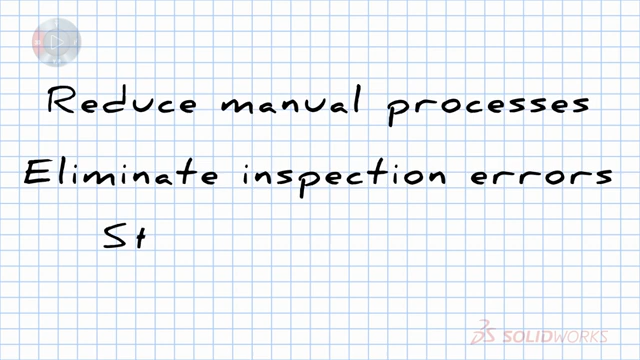 Reduce manual processes
Eliminate inspection errors
St
SOLIDWORKS